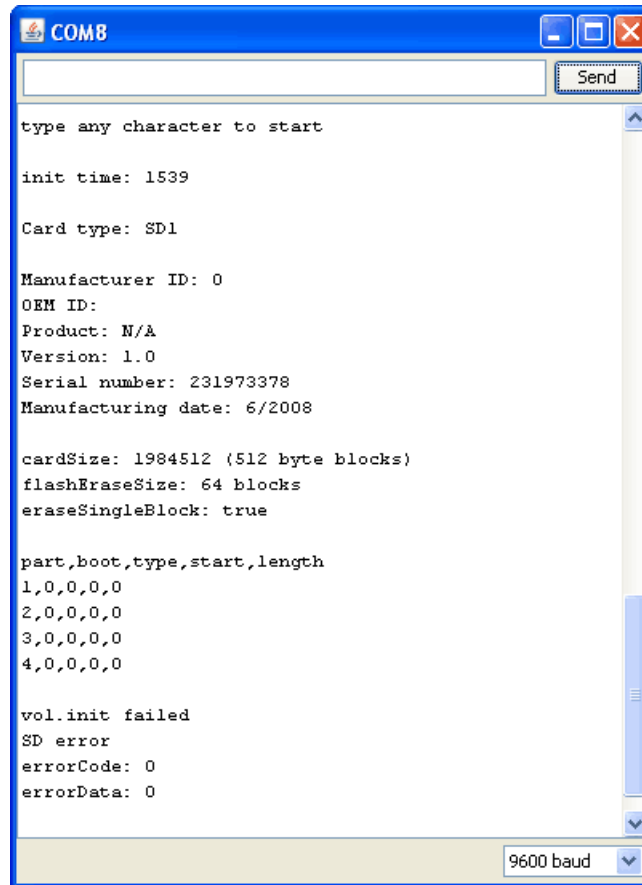 COM8
Send
type any character to start
init time: 1539
Card type: SD1
Manufacturer ID: 0
OEM ID:
Product: N/A
Version: 1.0
Serial number: 231973378
Manufacturing date: 6/2008
cardSize: 1984512 (512 byte blocks)
flashEraseSize: 64 blocks
eraseSingleBlock: true
part,boot,type,start,length
1,0,0,0,0
2,0,0,0,0
3,0,0,0,0
4,0,0,0,0
vol.init failed
SD error
errorCode: 0
errorData: 0
9600 baud